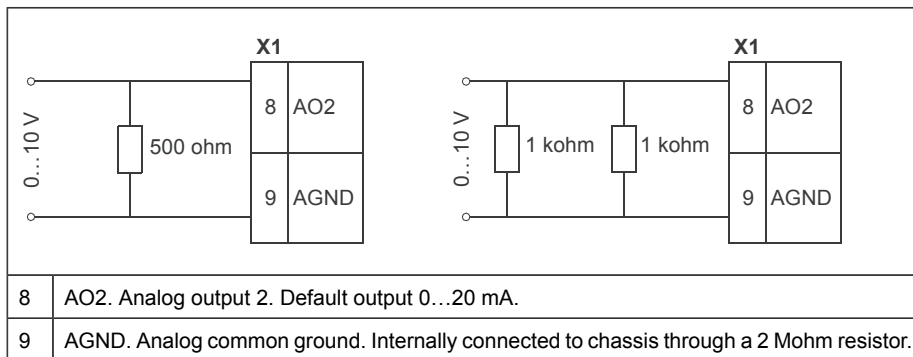 X1
0…10 V
500 ohm
8 AO2
9 AGND
X1
0…10 V
1 kohm
1 kohm
8 AO2
9 AGND
8 AO2. Analog output 2. Default output 0…20 mA.
9 AGND. Analog common ground. Internally connected to chassis through a 2 Mohm resistor.